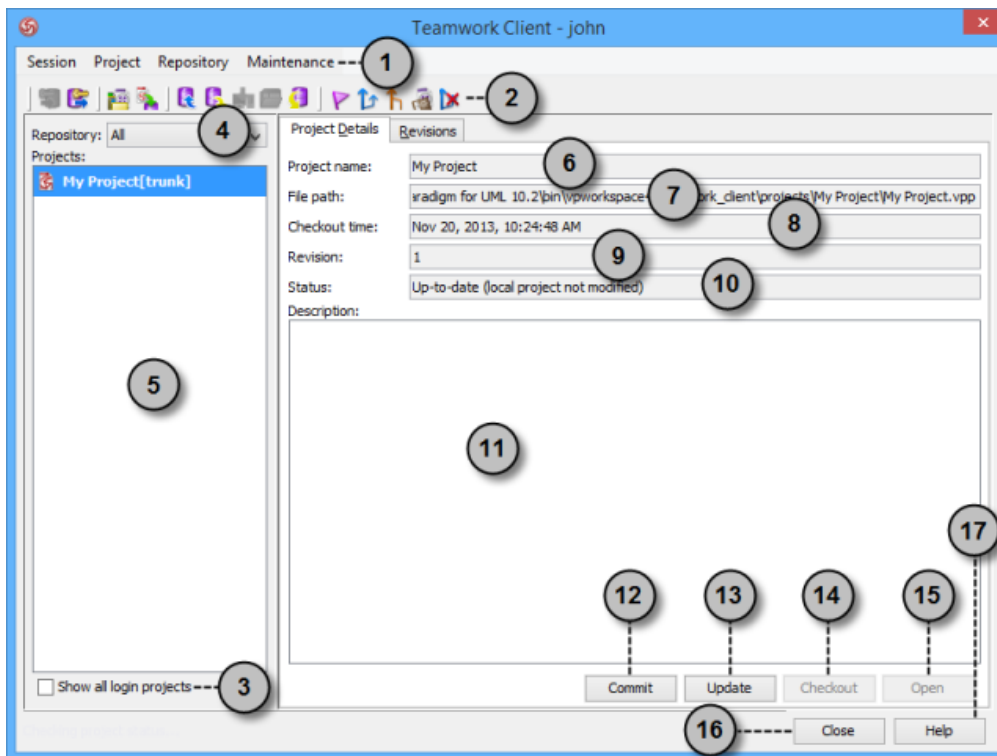 Teamwork Client - john
Session Project Repository Maintenance 1
2
Repository: All 4
Projects:
My Project[trunk]
5
Show all login projects 3
Project Details Revisions
Project name: My Project 6
File path: aradigm for UML 10.2\bin\vpworkspace 7 rk_client\projects\My Project\My Project.vpp
Checkout time: Nov 20, 2013, 10:24:48 AM 8
Revision: 1 9
Status: Up-to-date (local project not modified) 10
Description:
11
12 13 14 15 17
Commit Update Checkout Open
16 Close Help